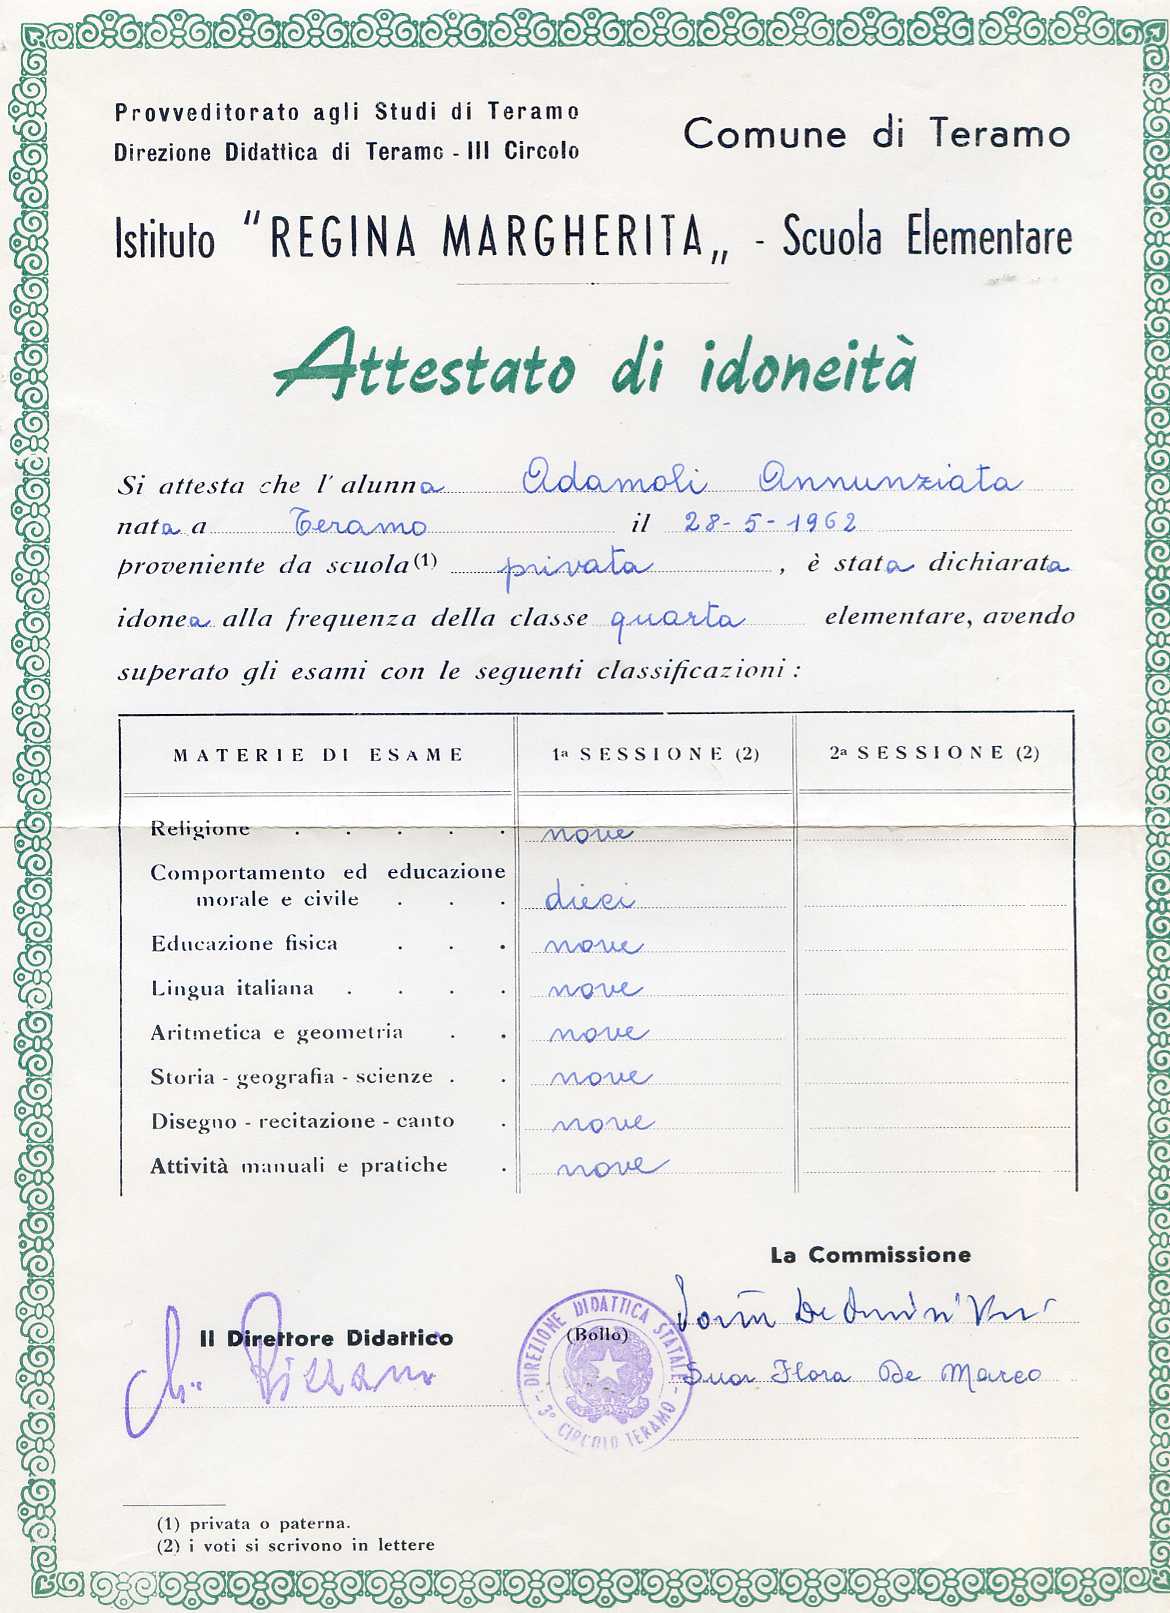 Provveditorato agli Studi di Teramo
Direzione Didattica di Teramo - III Circolo
Comune di Teramo
Istituto "REGINA MARGHERITA„ - Scuola Elementare
Attestato di idoneità
Si attesta che l'alunna Adamoli Annunziata
nata a Teramo il 28-5-1962
proveniente da scuola (1) privata, è stata dichiarata
idonea alla frequenza della classe quarta elementare, avendo
superato gli esami con le seguenti classificazioni:
MATERIE DI ESAME 1a SESSIONE (2) 2a SESSIONE (2)
Religione . . . . . nove
Comportamento ed educazione
morale e civile . . . dieci
Educazione fisica . . . nove
Lingua italiana . . . . nove
Aritmetica e geometria . . nove
Storia - geografia - scienze . . nove
Disegno - recitazione - canto . nove
Attività manuali e pratiche . nove
La Commissione
Il Direttore Didattico
(Bollo)
DIREZIONE DIDATTICA STATALE - 3° CIRCOLO TERAMO -
Suor Flora De Marco
(1) privata o paterna.
(2) i voti si scrivono in lettere